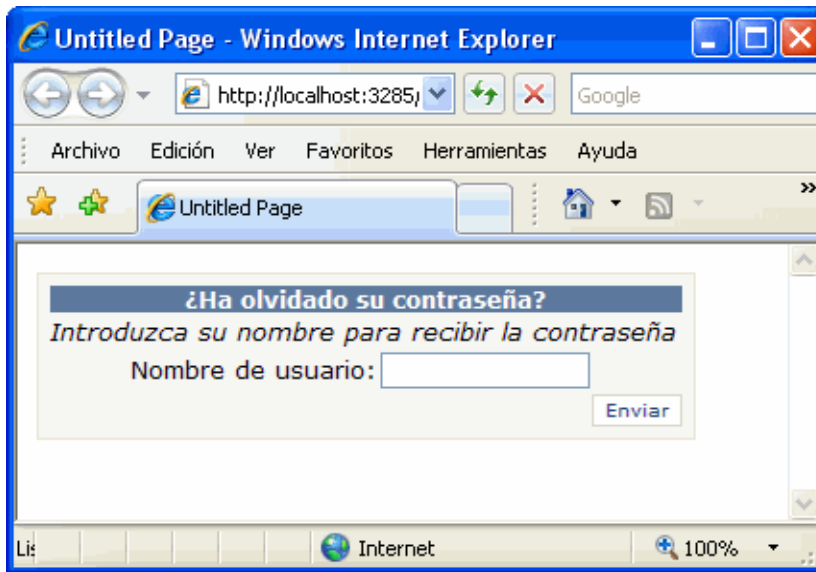 Untitled Page - Windows Internet Explorer
http://localhost:3285/
Google
Archivo Edición Ver Favoritos Herramientas Ayuda
Untitled Page
¿Ha olvidado su contraseña?
Introduzca su nombre para recibir la contraseña
Nombre de usuario:
Enviar
Internet 100%